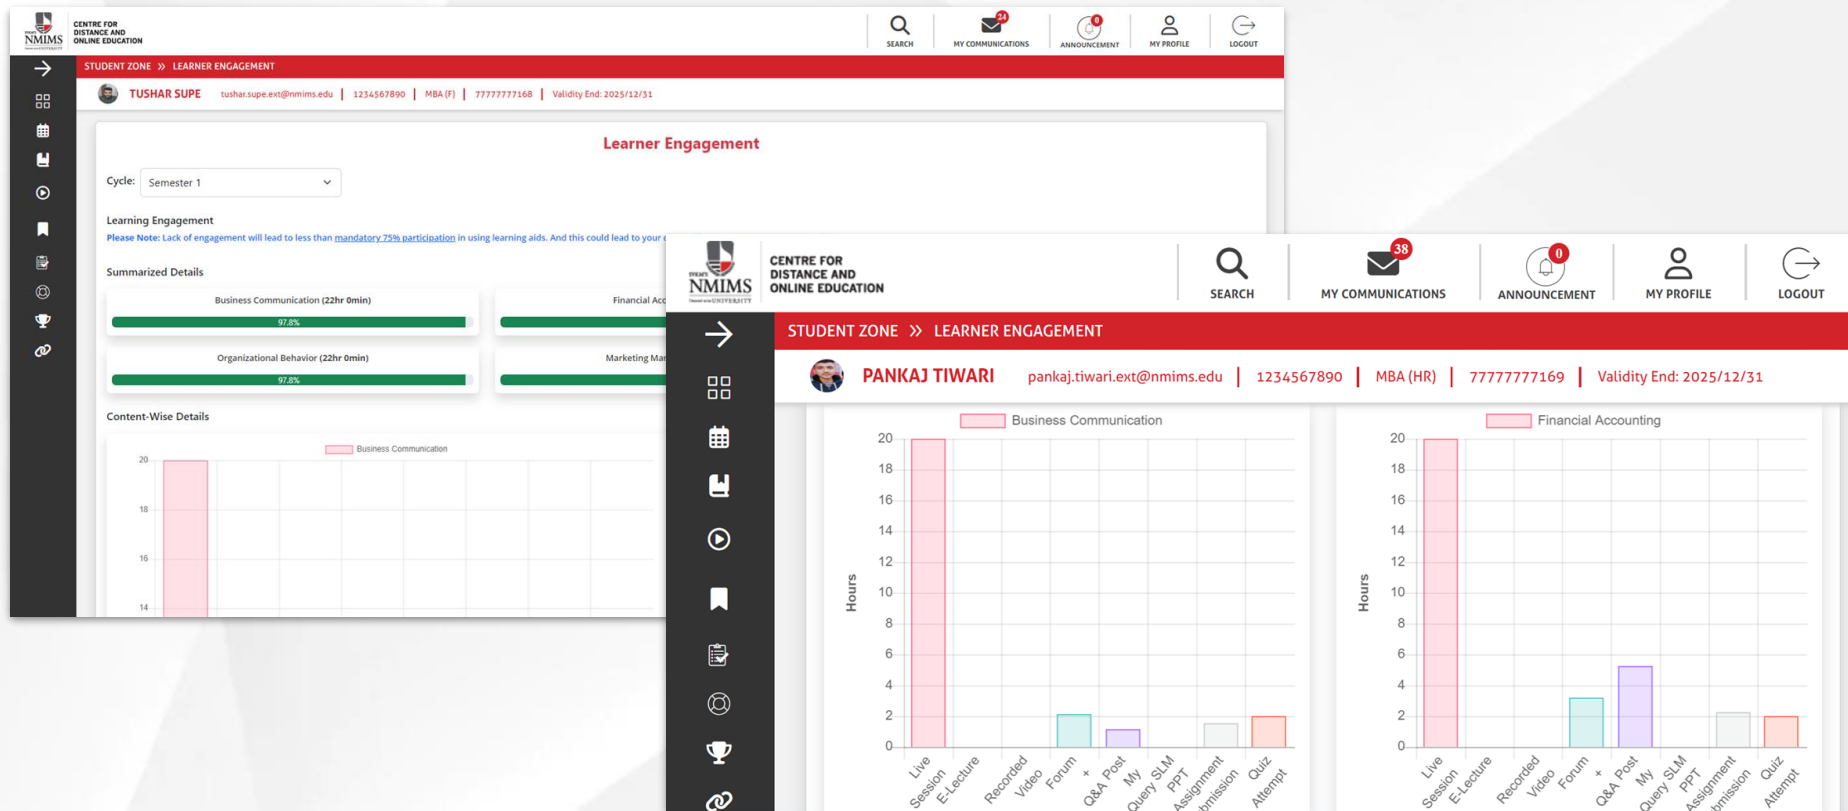 SVKM'S
NMIMS
CENTRE FOR
DISTANCE AND
ONLINE EDUCATION
SEARCH
24
MY COMMUNICATIONS
0
ANNOUNCEMENT
MY PROFILE
LOGOUT
STUDENT ZONE » LEARNER ENGAGEMENT
TUSHAR SUPE tushar.supe.ext@nmims.edu | 1234567890 | MBA (F) | 77777777168 | Validity End: 2025/12/31
Learner Engagement
Cycle: Semester 1
Learning Engagement
Please Note: Lack of engagement will lead to less than mandatory 75% participation in using learning aids. And this could lead to your
Summarized Details
Business Communication (22hr 0min)
97.8%
Financial Acc
Organizational Behavior (22hr 0min)
97.8%
Marketing Ma
Content-Wise Details
Business Communication
20
18
16
14
SVKM'S
NMIMS
CENTRE FOR
DISTANCE AND
ONLINE EDUCATION
SEARCH
38
MY COMMUNICATIONS
0
ANNOUNCEMENT
MY PROFILE
LOGOUT
STUDENT ZONE » LEARNER ENGAGEMENT
PANKAJ TIWARI pankaj.tiwari.ext@nmims.edu | 1234567890 | MBA (HR) | 77777777169 | Validity End: 2025/12/31
Business Communication
20
18
16
14
12
10
8
6
4
2
0
Hours
Live Session
E-Lecture
Recorded Video
Forum +
Q&A Post
My Query
SLM PPT
Assignment
Quiz Attempt
Financial Accounting
20
18
16
14
12
10
8
6
4
2
0
Hours
Live Session
E-Lecture
Recorded Video
Forum +
Q&A Post
My Query
SLM PPT
Assignment
Quiz Attempt